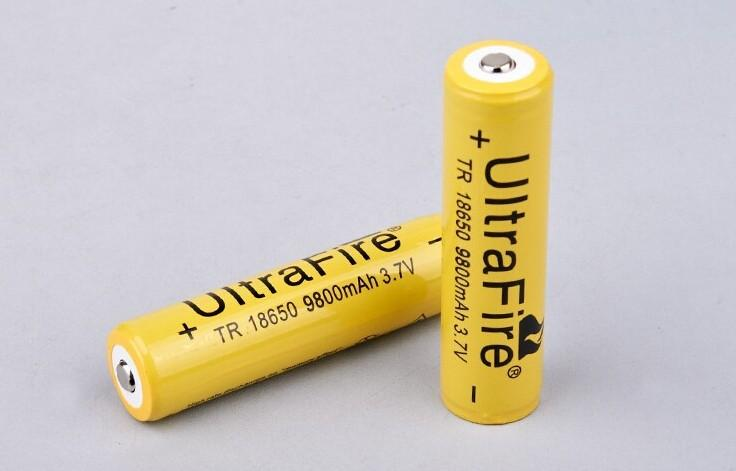 + UltraFire® -
TR 18650 9800mAh 3.7V
+ UltraFire® -
TR 18650 9800mAh 3.7V